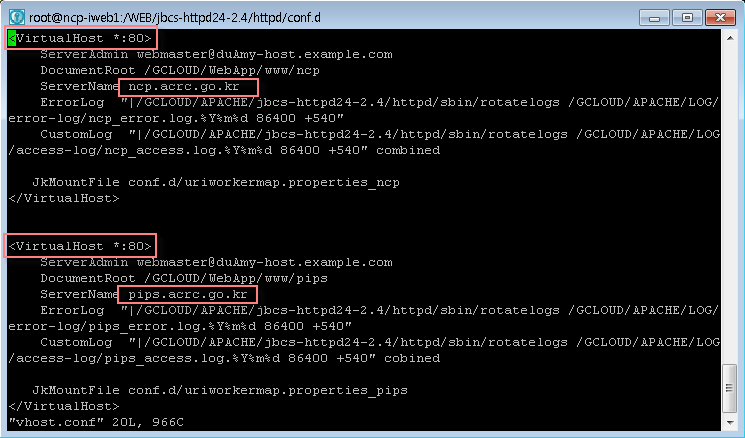 root@ncp-iweb1:/WEB/jbcs-httpd24-2.4/httpd/conf.d
<VirtualHost *:80>
ServerAdmin webmaster@duAmy-host.example.com
DocumentRoot /GCLOUD/WebApp/www/ncp
ServerName ncp.acrc.go.kr
ErrorLog "|/GCLOUD/APACHE/jbcs-httpd24-2.4/httpd/sbin/rotatelogs /GCLOUD/APACHE/LOG/
error-log/ncp_error.log.%Y%m%d 86400 +540"
CustomLog "|/GCLOUD/APACHE/jbcs-httpd24-2.4/httpd/sbin/rotatelogs /GCLOUD/APACHE/LOG
/access-log/ncp_access.log.%Y%m%d 86400 +540" combined
JkMountFile conf.d/uriworkermap.properties_ncp
</VirtualHost>
<VirtualHost *:80>
ServerAdmin webmaster@duAmy-host.example.com
DocumentRoot /GCLOUD/WebApp/www/pips
ServerName pips.acrc.go.kr
ErrorLog "|/GCLOUD/APACHE/jbcs-httpd24-2.4/httpd/sbin/rotatelogs /GCLOUD/APACHE/LOG/
error-log/pips_error.log.%Y%m%d 86400 +540"
CustomLog "|/GCLOUD/APACHE/jbcs-httpd24-2.4/httpd/sbin/rotatelogs /GCLOUD/APACHE/LOG
/access-log/pips_access.log.%Y%m%d 86400 +540" cobined
JkMountFile conf.d/uriworkermap.properties_pips
</VirtualHost>
"vhost.conf" 20L, 966C